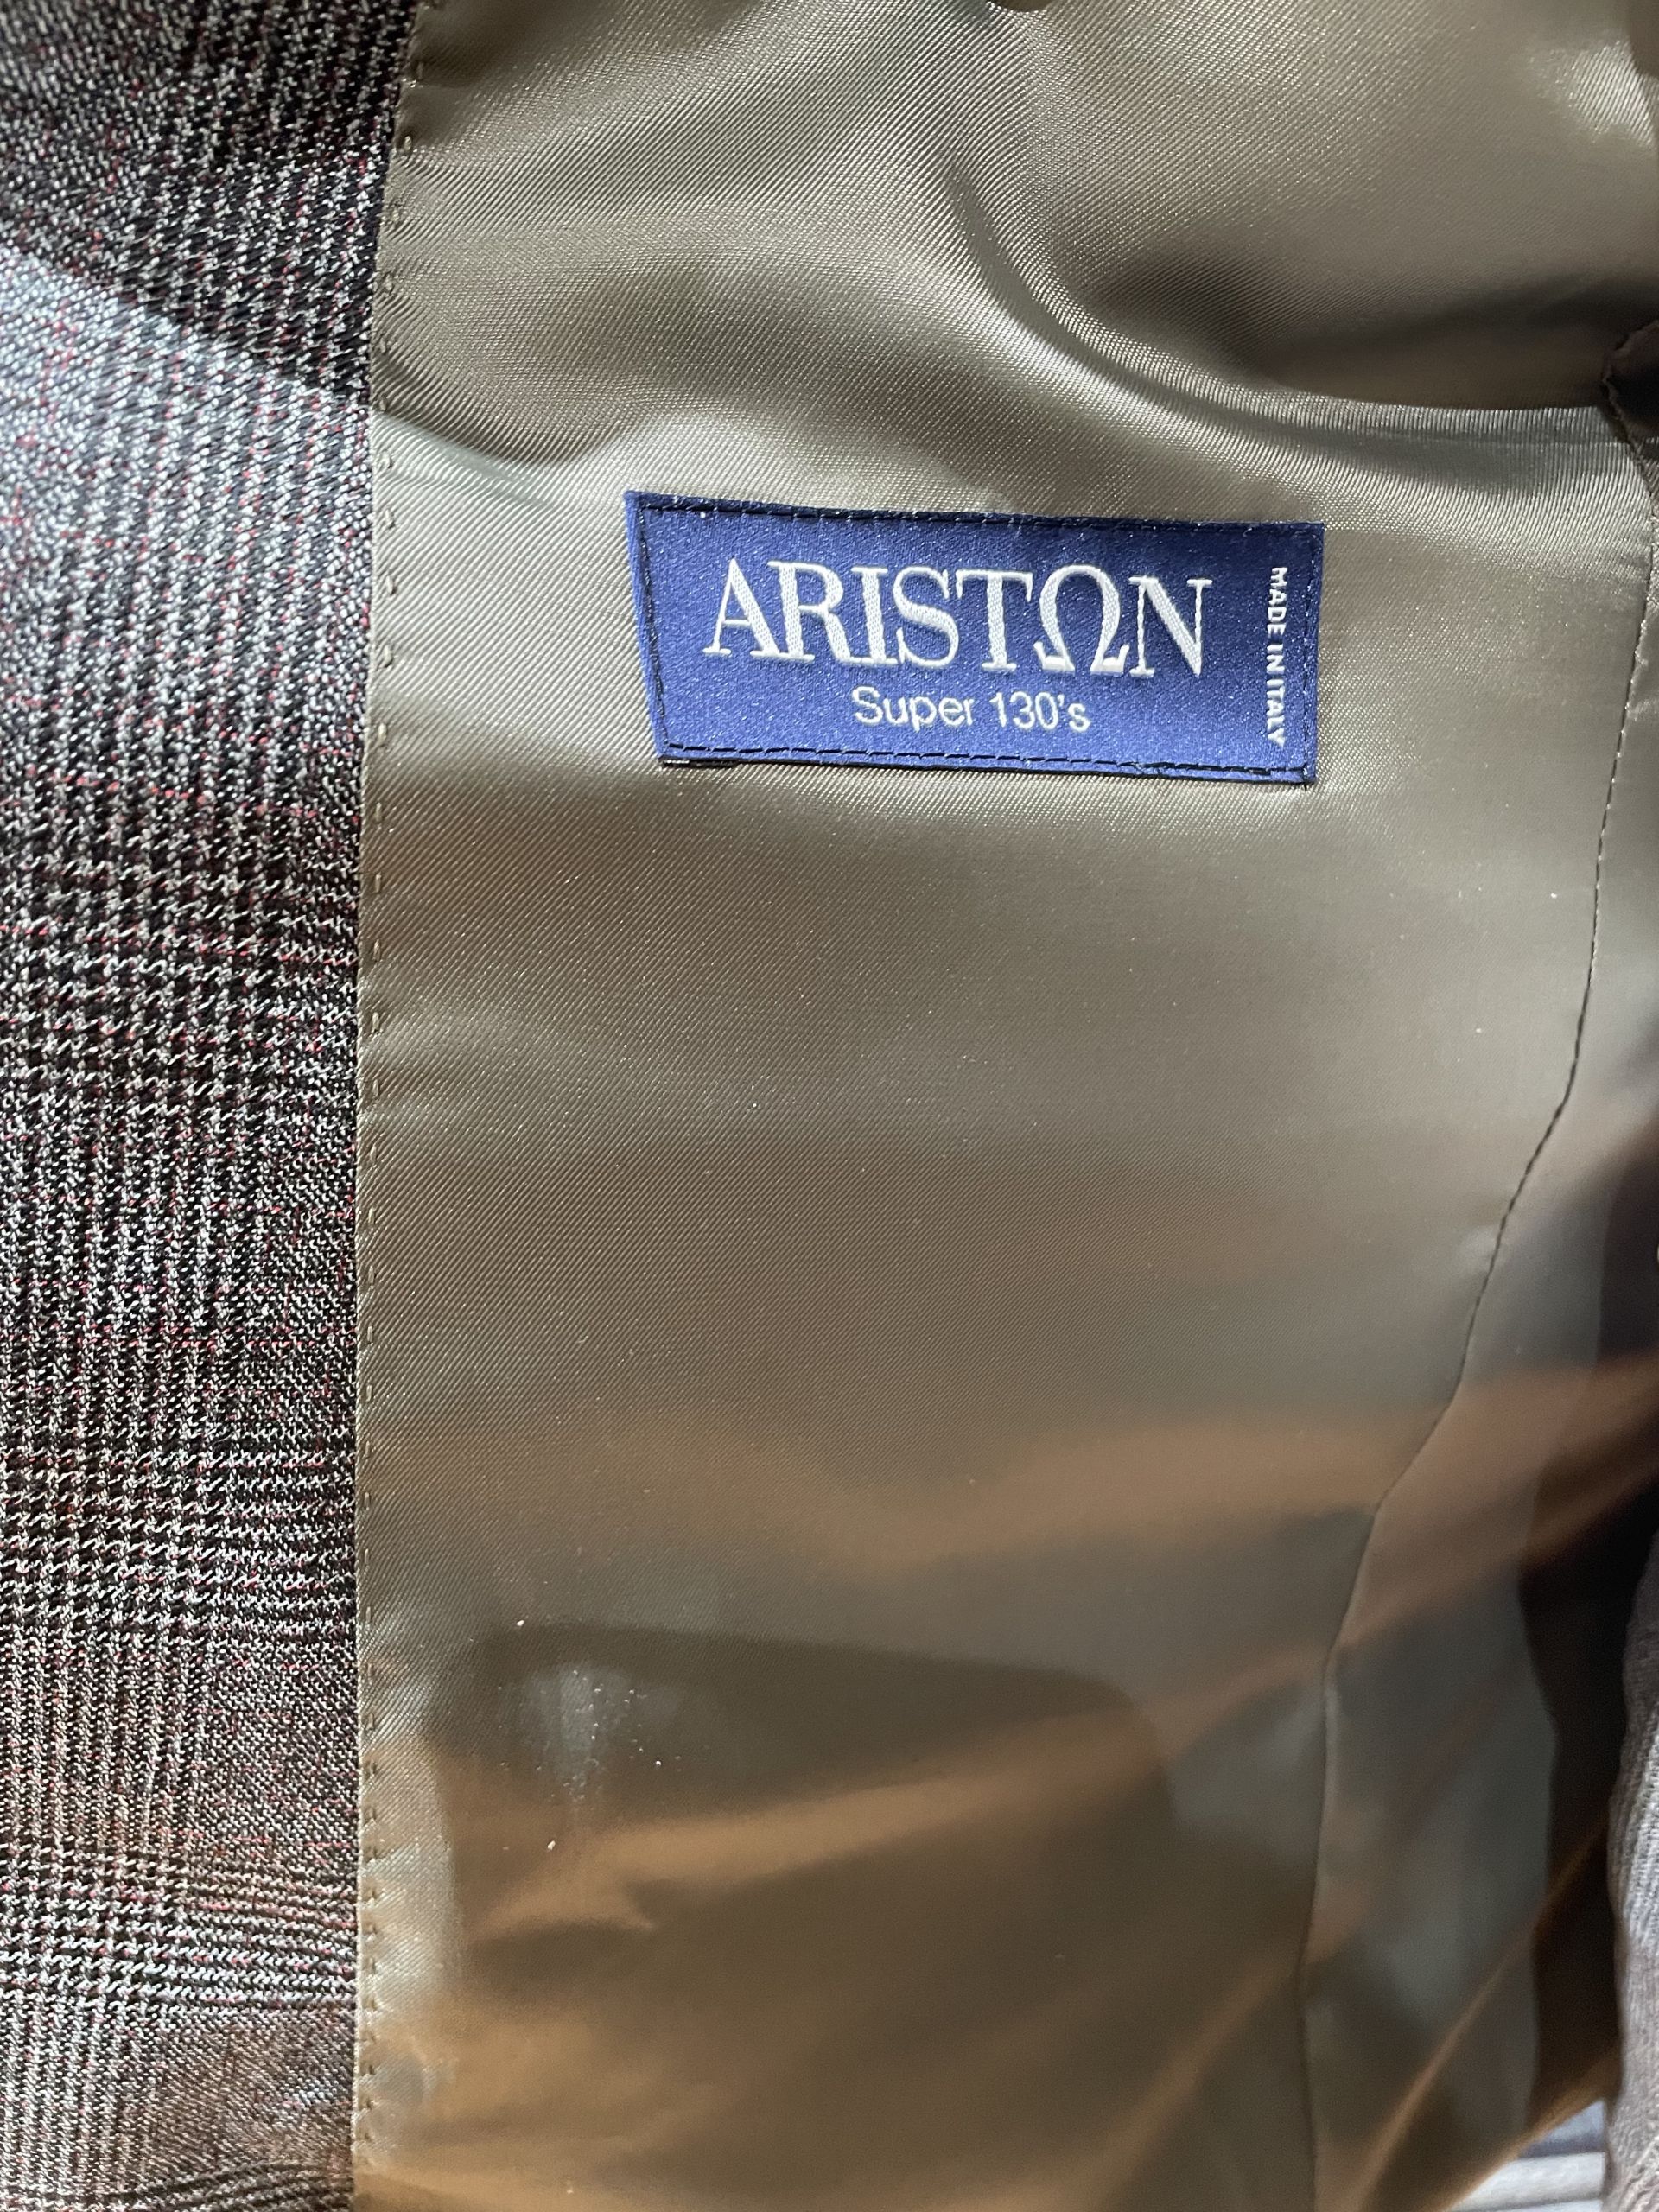 ARISTΩN
Super 130's
MADE IN ITALY